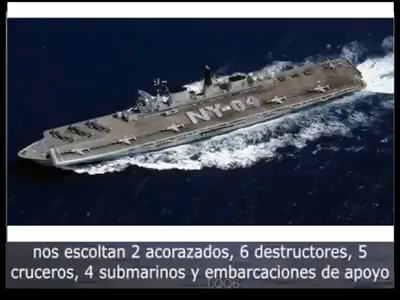 NY-04
nos escoltan 2 acorazados, 6 destructores, 5
cruceros, 4 submarinos y embarcaciones de apoyo